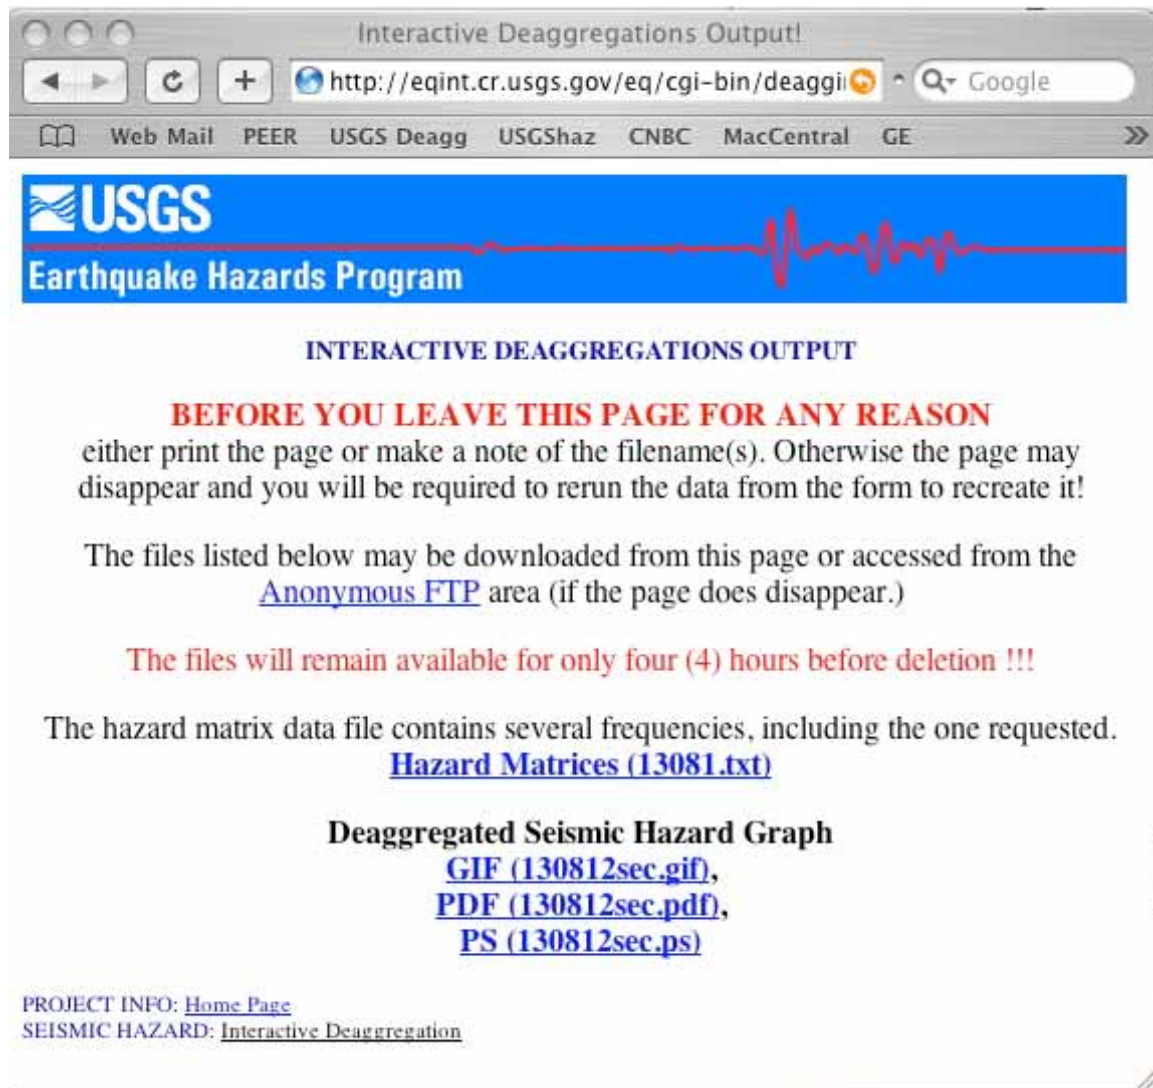 Interactive Deaggregations Output!
http://eqint.cr.usgs.gov/eq/cgi-bin/deaggi
Google
Web Mail PEER USGS Deagg USGShaz CNBC MacCentral GE
USGS
Earthquake Hazards Program
INTERACTIVE DEAGGREGATIONS OUTPUT
BEFORE YOU LEAVE THIS PAGE FOR ANY REASON
either print the page or make a note of the filename(s). Otherwise the page may
disappear and you will be required to rerun the data from the form to recreate it!
The files listed below may be downloaded from this page or accessed from the
Anonymous FTP area (if the page does disappear.)
The files will remain available for only four (4) hours before deletion !!!
The hazard matrix data file contains several frequencies, including the one requested.
Hazard Matrices (13081.txt)
Deaggregated Seismic Hazard Graph
GIF (130812sec.gif),
PDF (130812sec.pdf),
PS (130812sec.ps)
PROJECT INFO: Home Page
SEISMIC HAZARD: Interactive Deaggregation